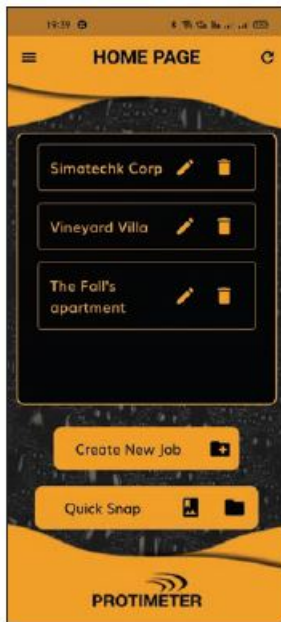 19:39
HOME PAGE
Simatechk Corp
Vineyard Villa
The Fall's
apartment
Create New Job
Quick Snap
PROTIMETER